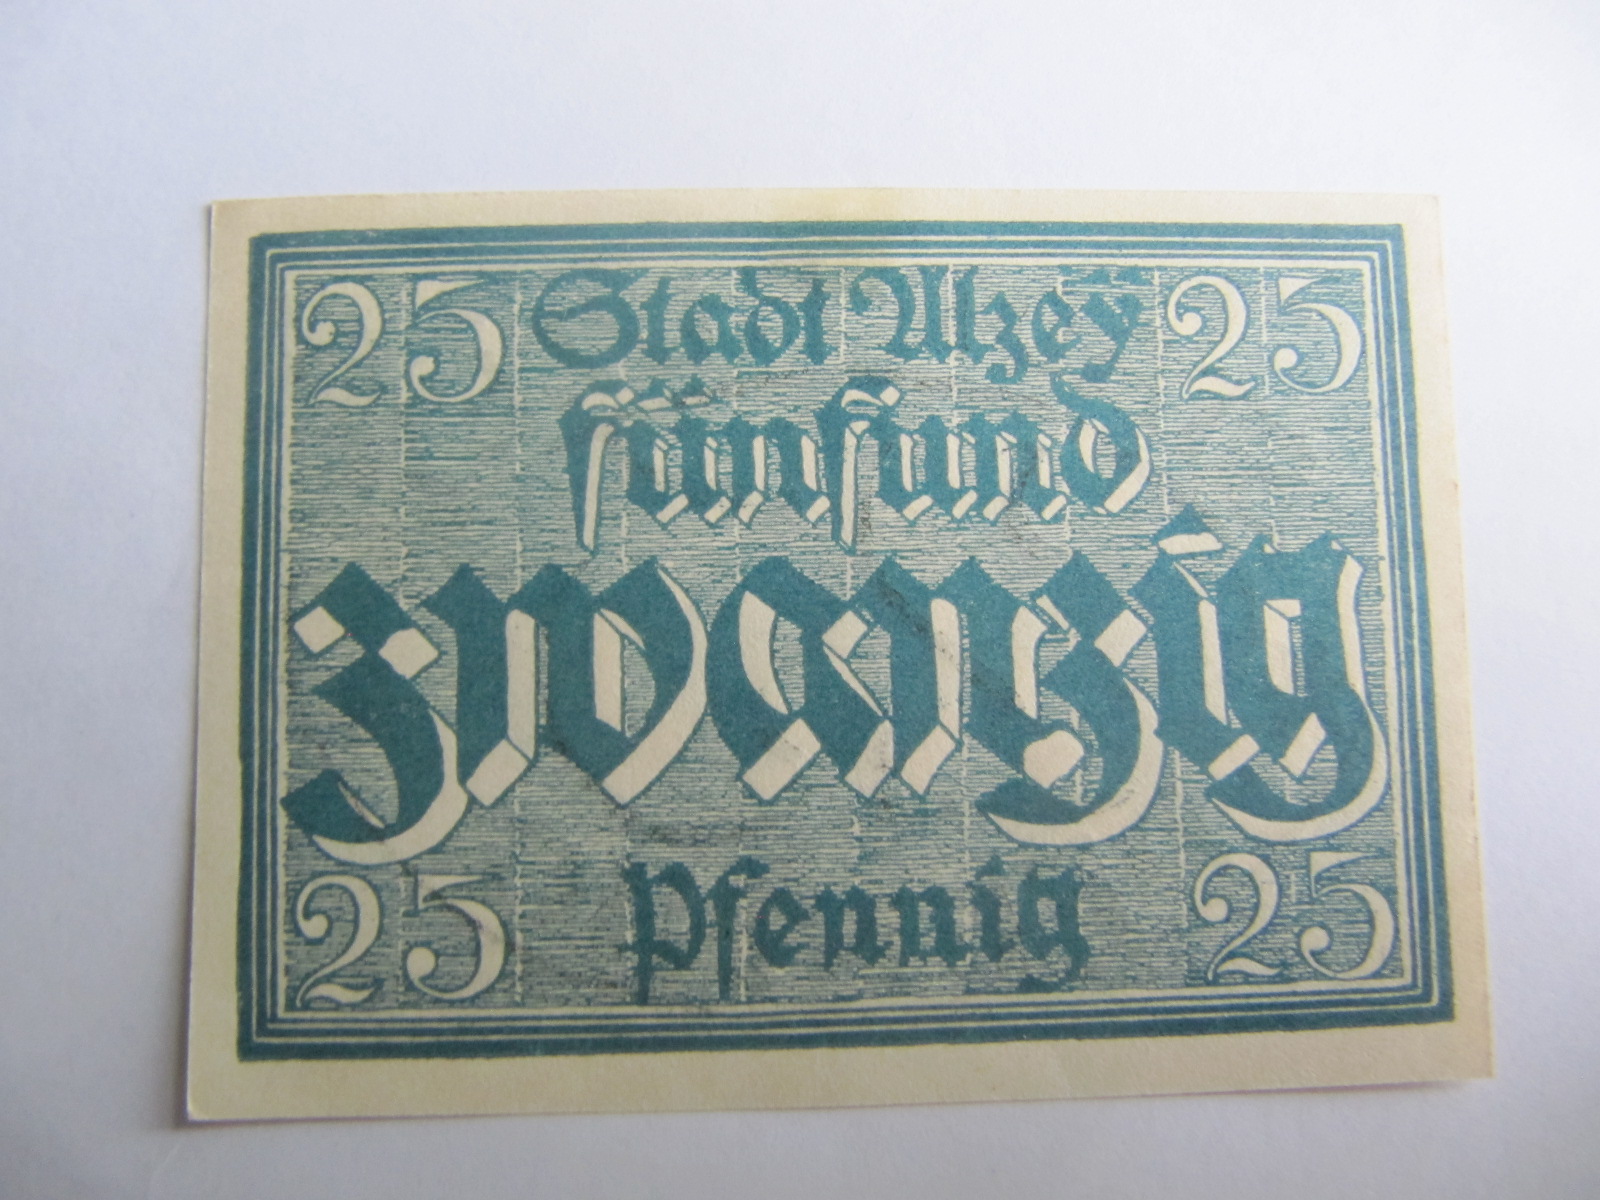 25 Stadt Alzey 25
fünfund
zwanzig
25 Pfennig 25